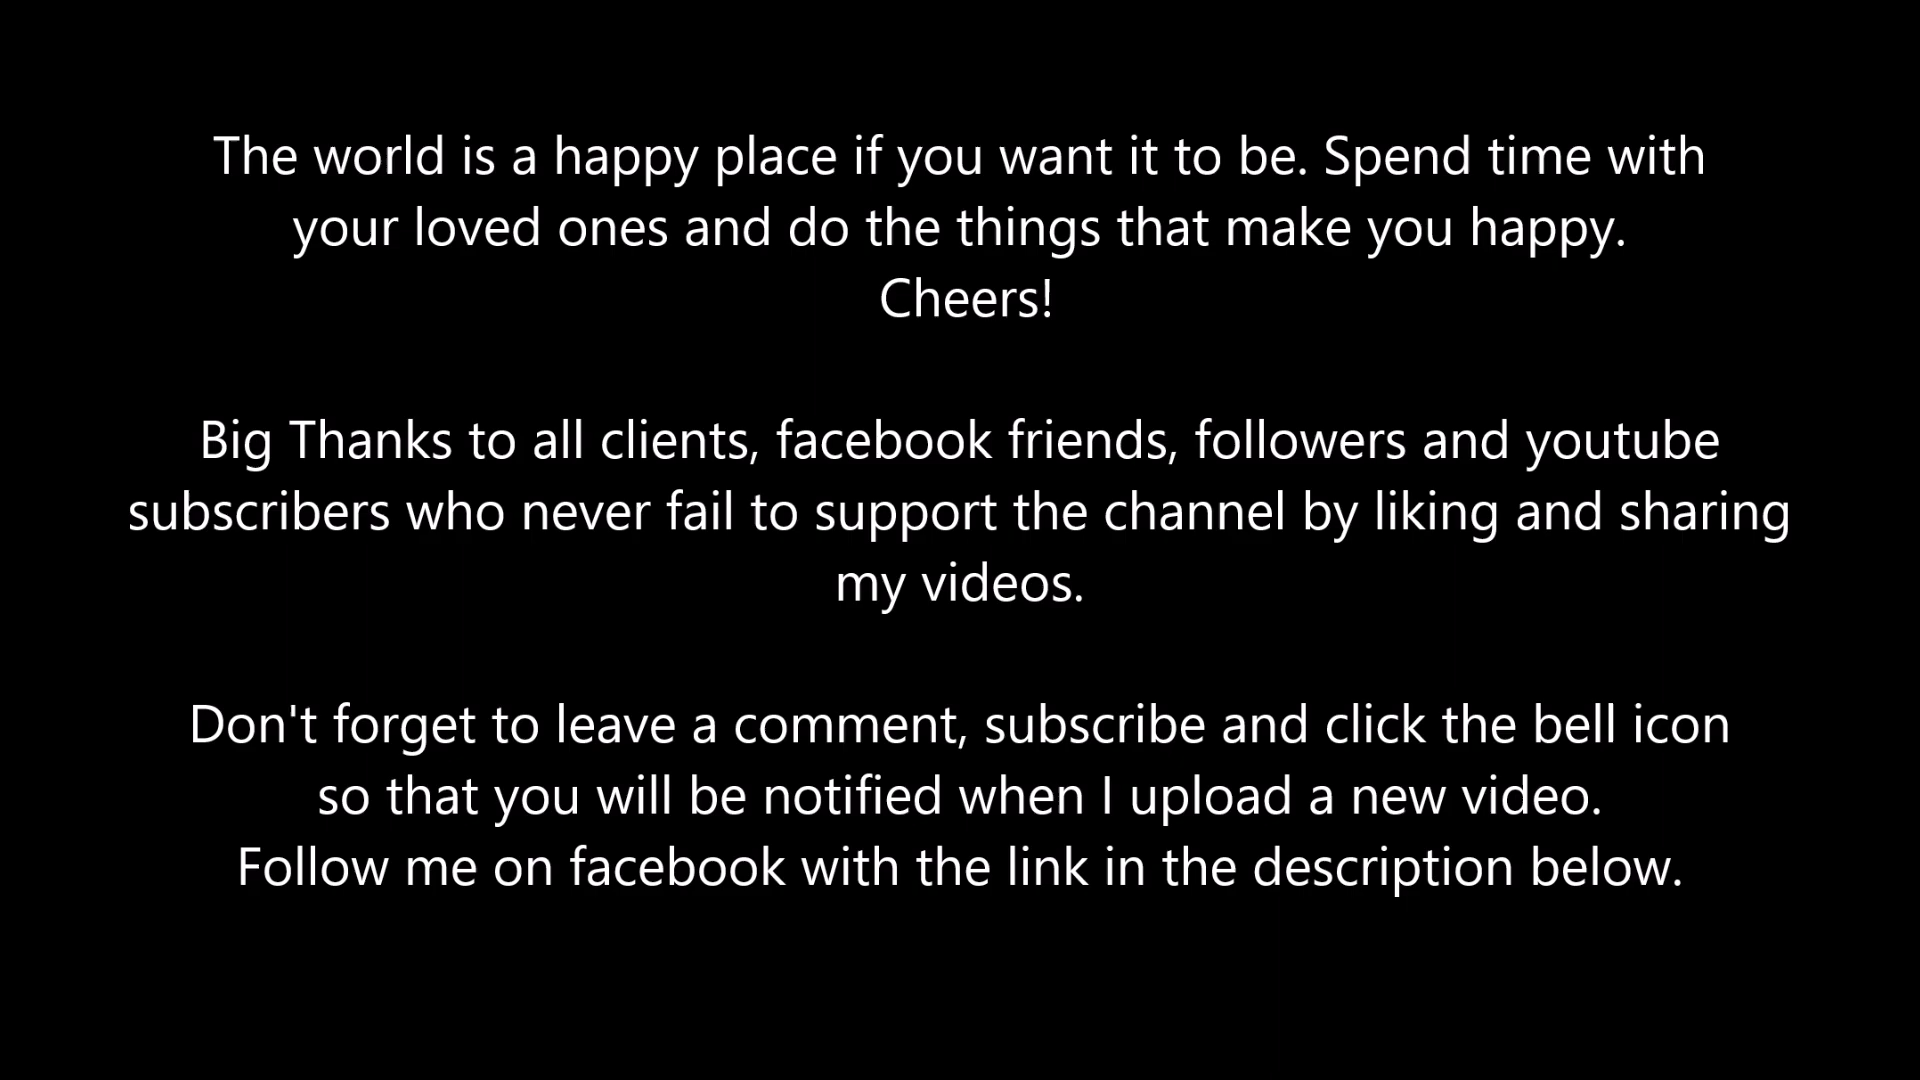 The world is a happy place if you want it to be. Spend time with
your loved ones and do the things that make you happy.
Cheers!
Big Thanks to all clients, facebook friends, followers and youtube
subscribers who never fail to support the channel by liking and sharing
my videos.
Don't forget to leave a comment, subscribe and click the bell icon
so that you will be notified when I upload a new video.
Follow me on facebook with the link in the description below.